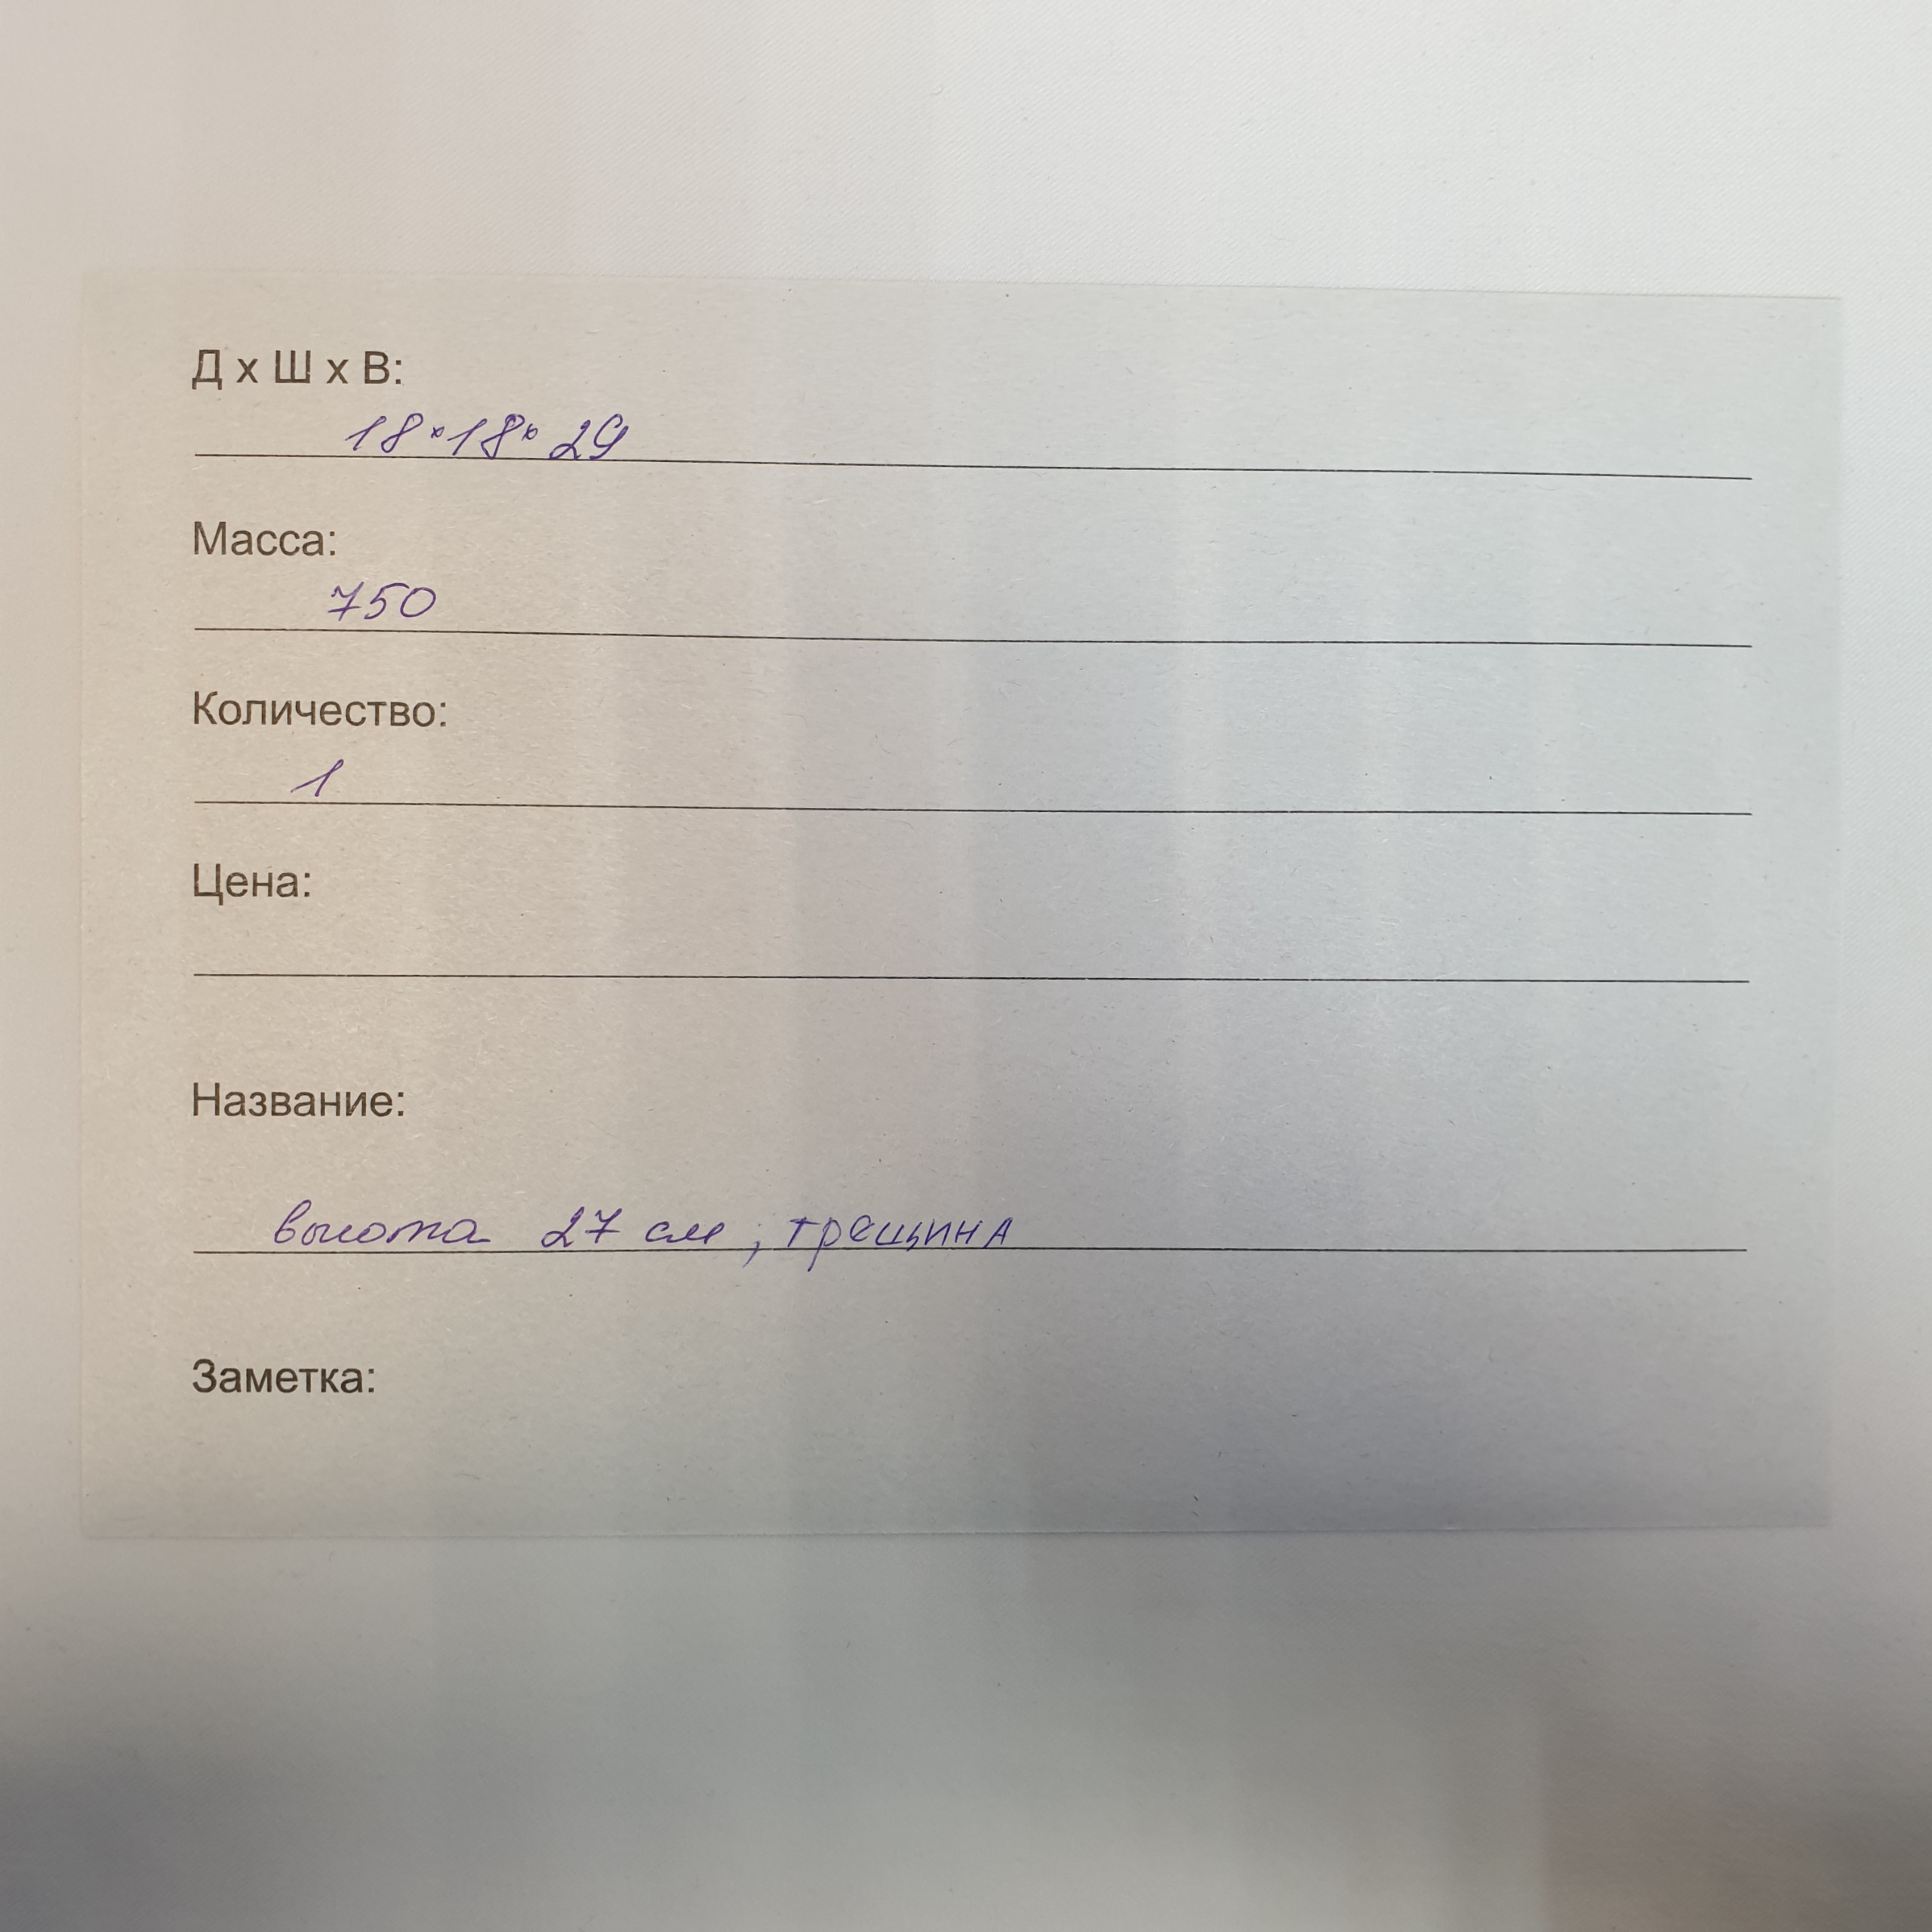 Д х Ш х В:
18×18×29
Масса:
750
Количество:
1
Цена:
Название:
высота 27 см, трещина
Заметка: